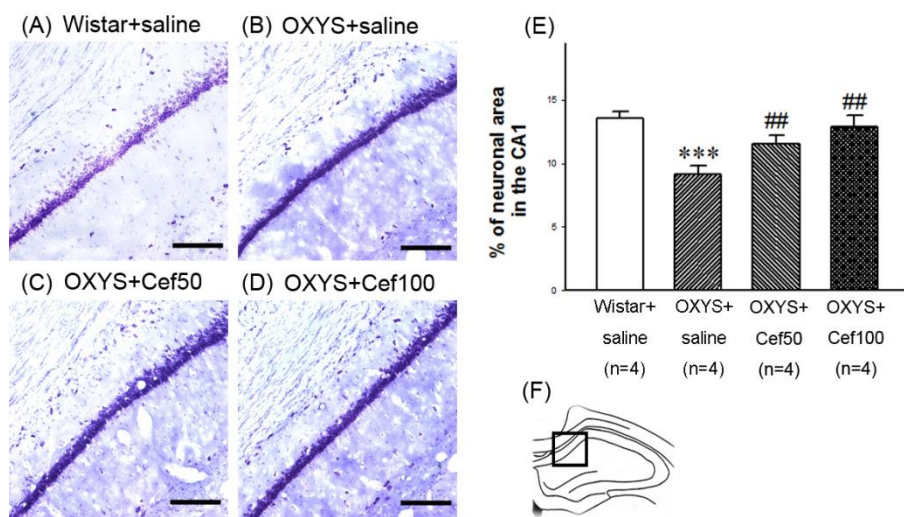 (A) Wistar+saline
(B) OXYS+saline
(C) OXYS+Cef50
(D) OXYS+Cef100
(E)
% of neuronal area
in the CA1
15
10
5
0
***
##
##
Wistar+
saline
(n=4)
OXYS+
saline
(n=4)
OXYS+
Cef50
(n=4)
OXYS+
Cef100
(n=4)
(F)